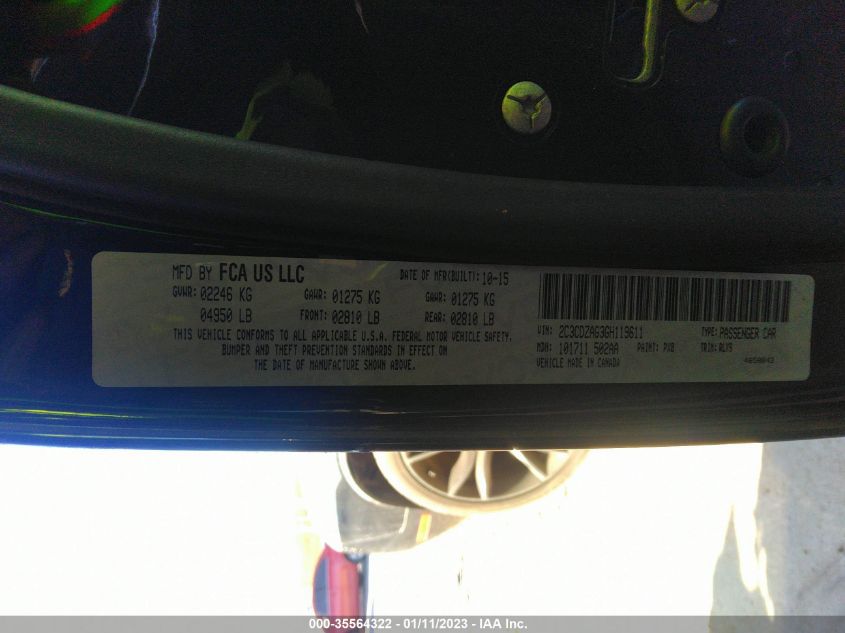 MFD BY FCA US LLC DATE OF MFR(BUILT): 10-15
GVWR: 02246 KG GAWR: 01275 KG GAWR: 01275 KG
04950 LB FRONT: 02810 LB REAR: 02810 LB
THIS VEHICLE CONFORMS TO ALL APPLICABLE U.S.A. FEDERAL MOTOR VEHICLE SAFETY,
BUMPER AND THEFT PREVENTION STANDARDS IN EFFECT ON
THE DATE OF MANUFACTURE SHOWN ABOVE.
VIN: 2C3CDZAG3GH119611 TYPE: PASSENGER CAR
MDH: 101711 502AA PAINT: PX8 TRIM: RLX9
VEHICLE MADE IN CANADA 4850043
000-35564322 - 01/11/2023 - IAA Inc.